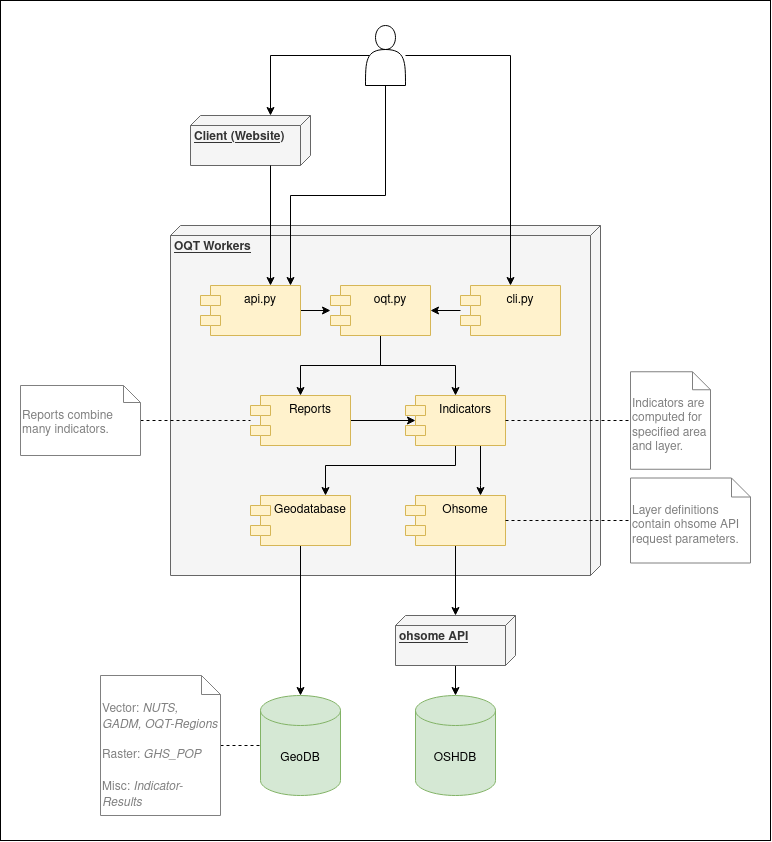 Client (Website)
OQT Workers
api.py
oqt.py
cli.py
Reports combine
many indicators.
Reports
Indicators
Indicators are
computed for
specified area
and layer.
Geodatabase
Ohsome
Layer definitions
contain ohsome API
request parameters.
ohsome API
Vector: NUTS,
GADM, OQT-Regions
Raster: GHS_POP
Misc: Indicator-
Results
GeoDB
OSHDB